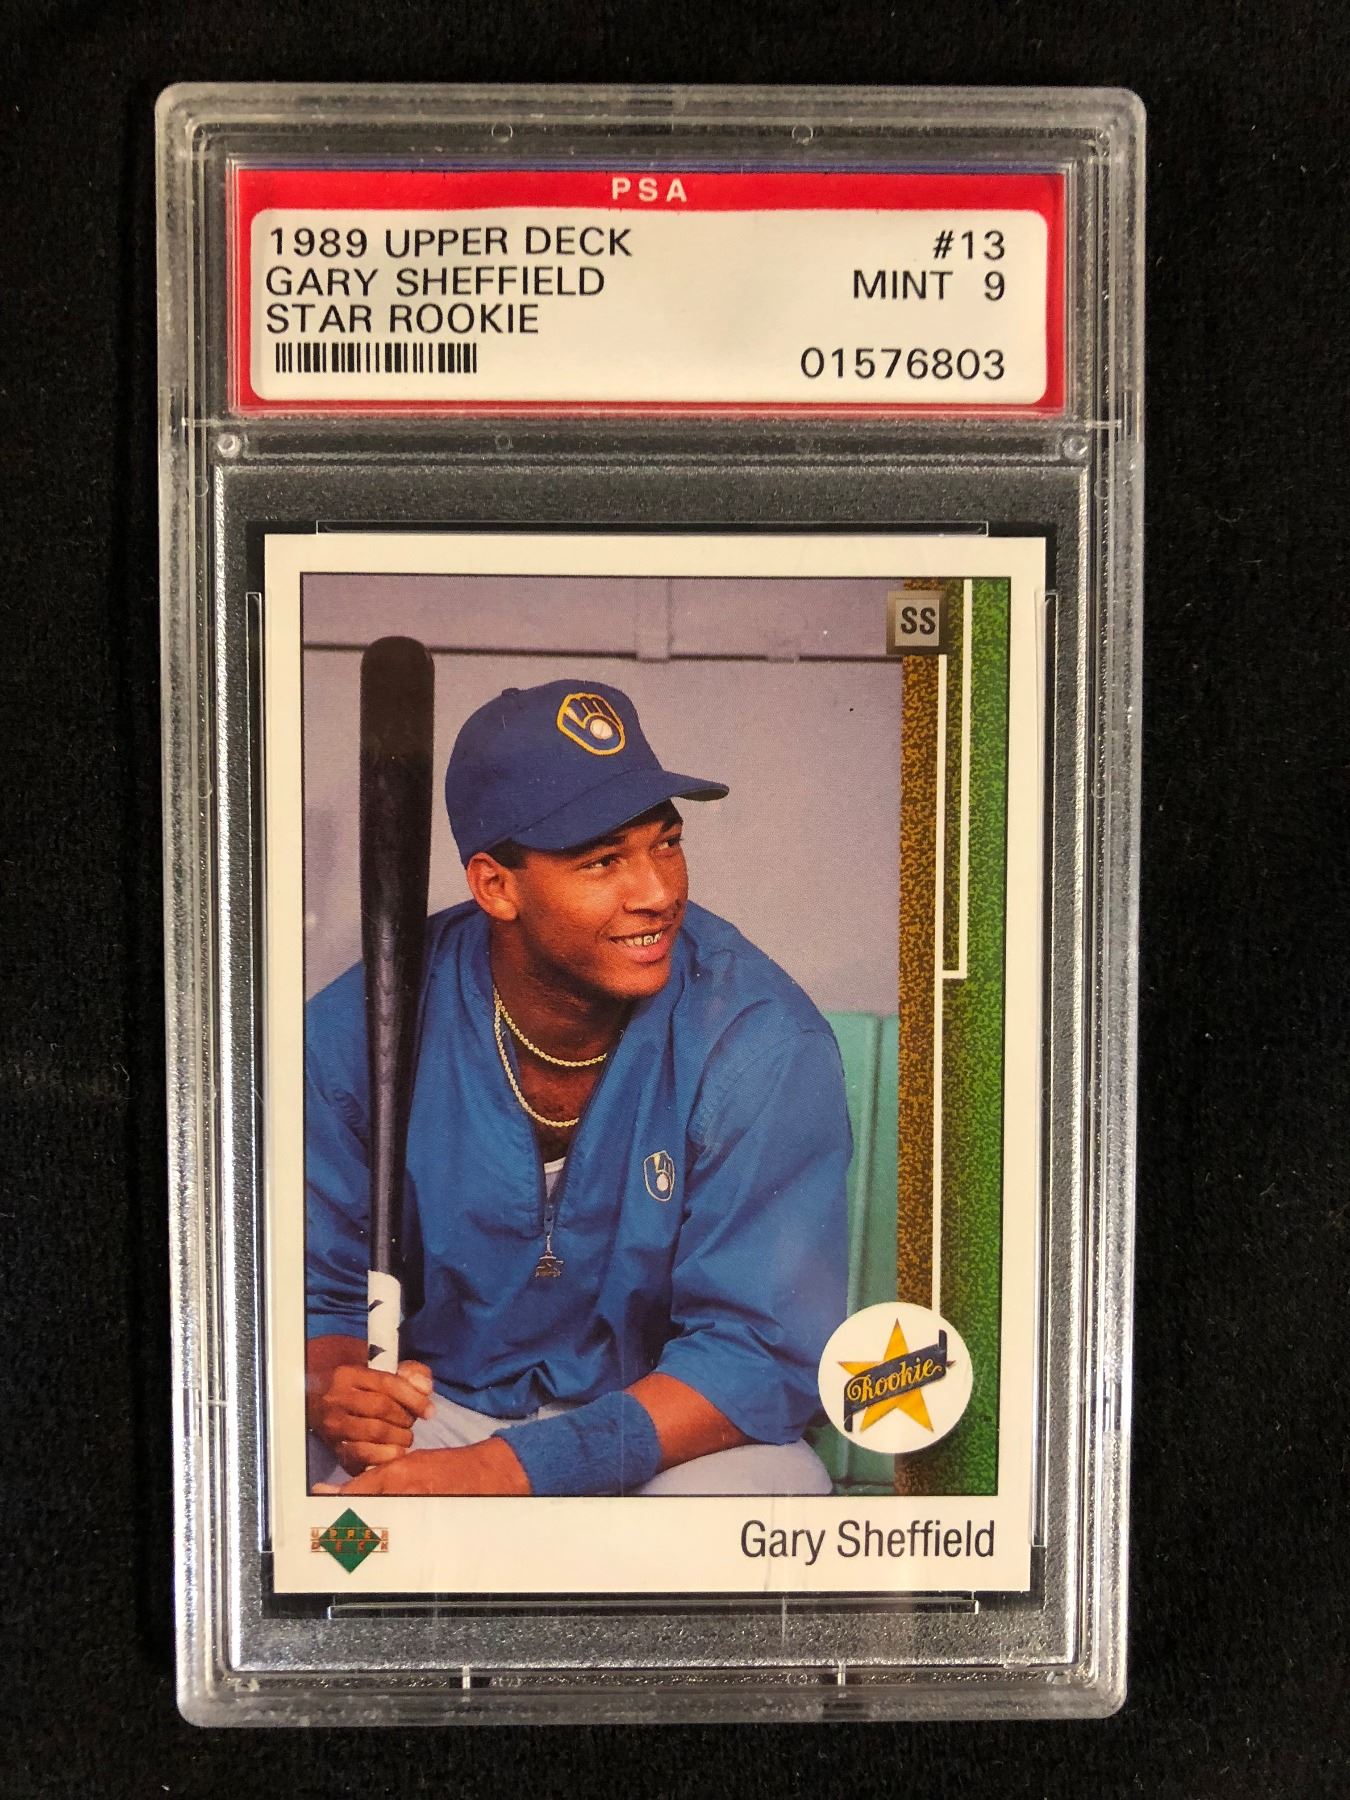 PSA
1989 UPPER DECK #13
GARY SHEFFIELD MINT 9
STAR ROOKIE
01576803
SS
Rookie
UPPER
DECK
Gary Sheffield